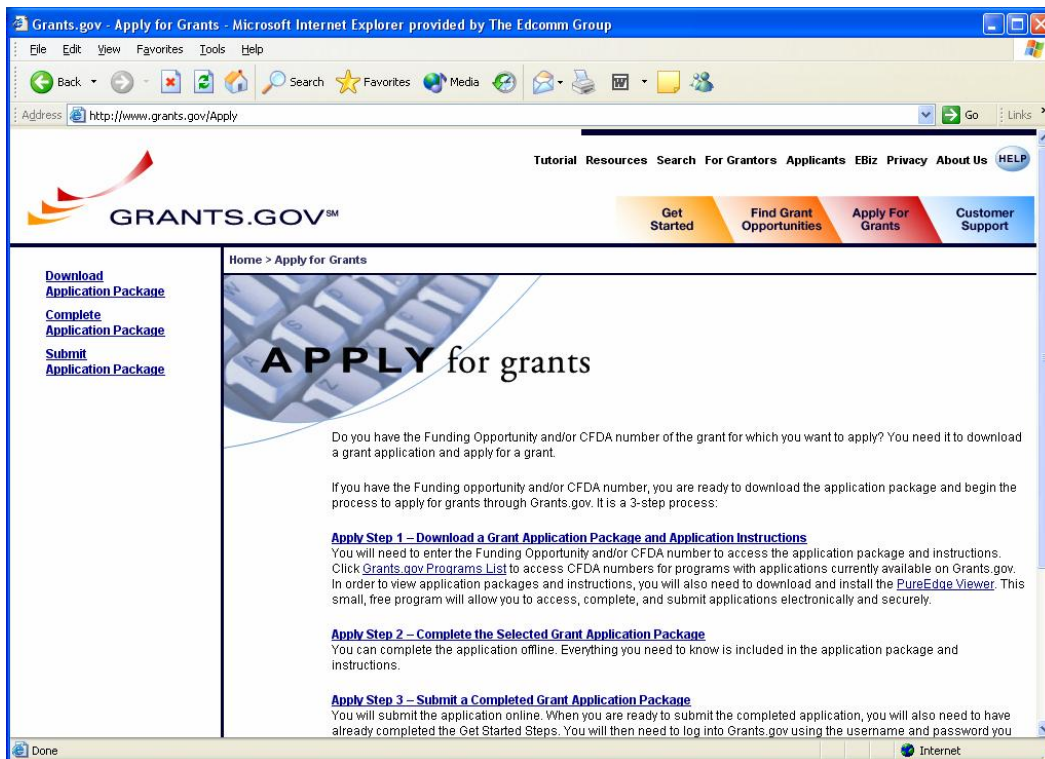 Grants.gov - Apply for Grants - Microsoft Internet Explorer provided by The Edcomm Group
File Edit View Favorites Tools Help
Back Search Favorites Media
Address http://www.grants.gov/Apply Go Links
Tutorial Resources Search For Grantors Applicants EBiz Privacy About Us HELP
GRANTS.GOV SM
Get Started
Find Grant Opportunities
Apply For Grants
Customer Support
Home > Apply for Grants
Download
Application Package
Complete
Application Package
Submit
Application Package
APPLY for grants
Do you have the Funding Opportunity and/or CFDA number of the grant for which you want to apply? You need it to download
a grant application and apply for a grant.
If you have the Funding opportunity and/or CFDA number, you are ready to download the application package and begin the
process to apply for grants through Grants.gov. It is a 3-step process:
Apply Step 1 – Download a Grant Application Package and Application Instructions
You will need to enter the Funding Opportunity and/or CFDA number to access the application package and instructions.
Click Grants.gov Programs List to access CFDA numbers for programs with applications currently available on Grants.gov.
In order to view application packages and instructions, you will also need to download and install the PureEdge Viewer. This
small, free program will allow you to access, complete, and submit applications electronically and securely.
Apply Step 2 – Complete the Selected Grant Application Package
You can complete the application offline. Everything you need to know is included in the application package and
instructions.
Apply Step 3 – Submit a Completed Grant Application Package
You will submit the application online. When you are ready to submit the completed application, you will also need to have
already completed the Get Started Steps. You will then need to log into Grants.gov using the username and password you
Done Internet